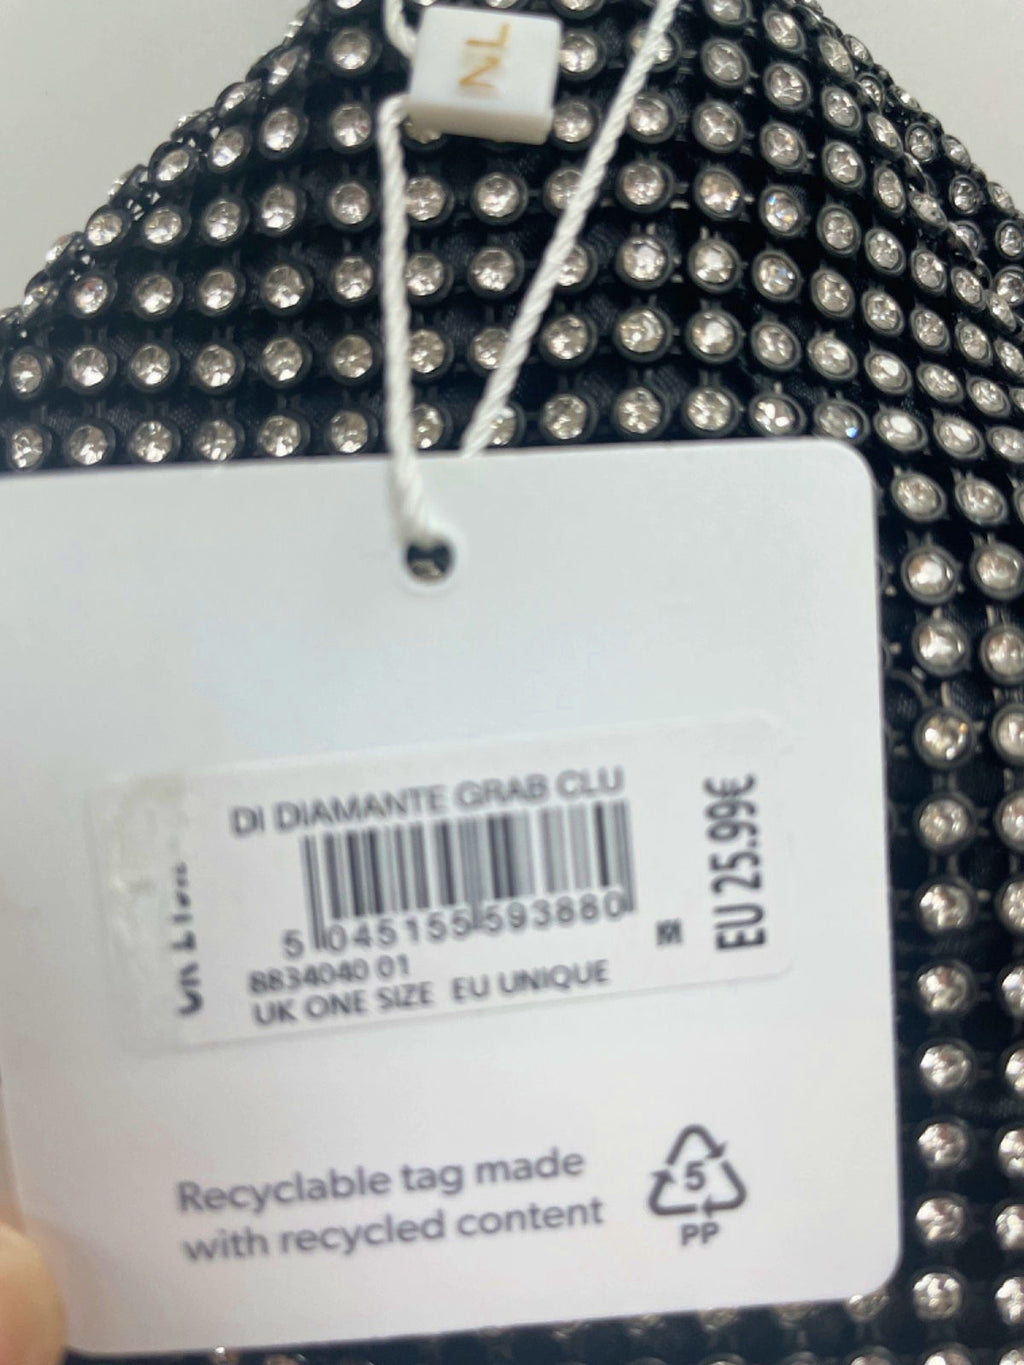 NL
DI DIAMANTE GRAB CLU
5 045155 593880
8834040 01
UK ONE SIZE EU UNIQUE
EU 25.99€
Recyclable tag made
with recycled content
5
PP